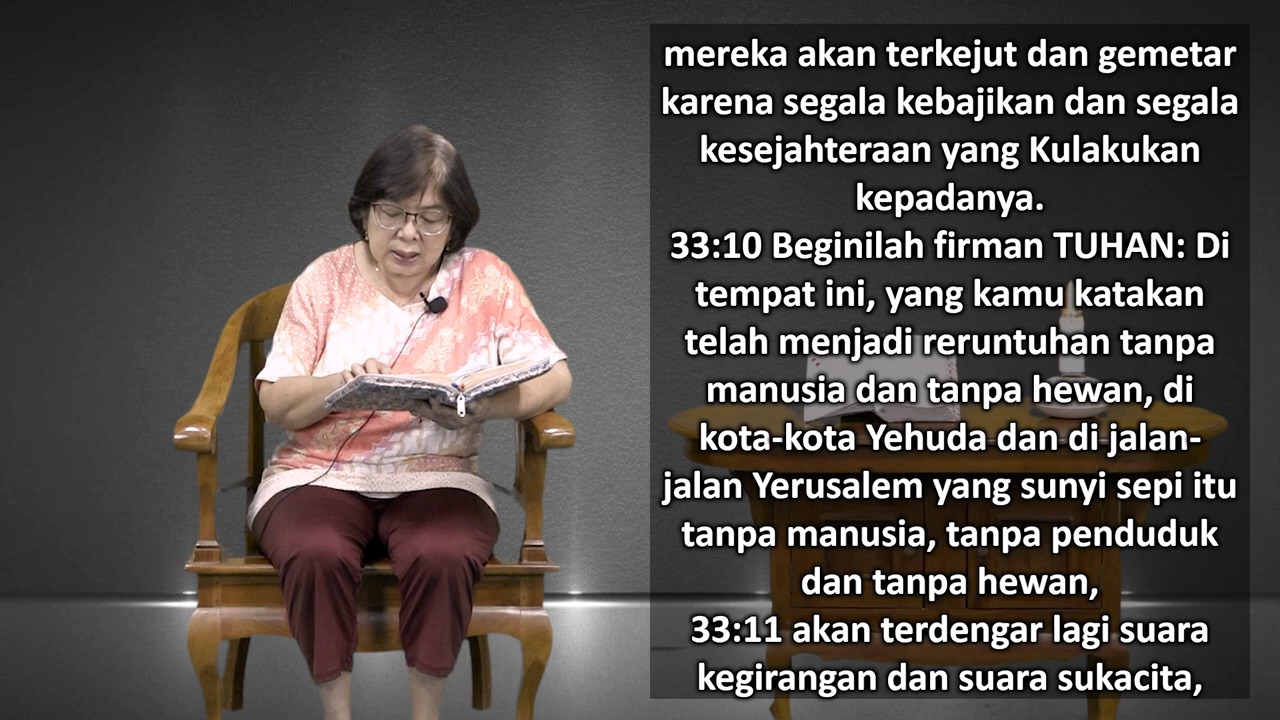 mereka akan terkejut dan gemetar
karena segala kebajikan dan segala
kesejahteraan yang Kulakukan
kepadanya.
33:10 Beginilah firman TUHAN: Di
tempat ini, yang kamu katakan
telah menjadi reruntuhan tanpa
manusia dan tanpa hewan, di
kota-kota Yehuda dan di jalan-
jalan Yerusalem yang sunyi sepi itu
tanpa manusia, tanpa penduduk
dan tanpa hewan,
33:11 akan terdengar lagi suara
kegirangan dan suara sukacita,